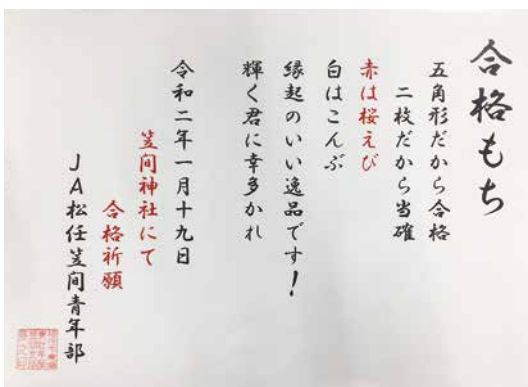 合格もち
五角形だから合格
二枚だから当確
赤は桜えび
白はこんぶ
縁起のいい逸品です！
輝く君に幸多かれ
令和二年一月十九日
笠間神社にて
合格祈願
ＪＡ松任笠間青年部